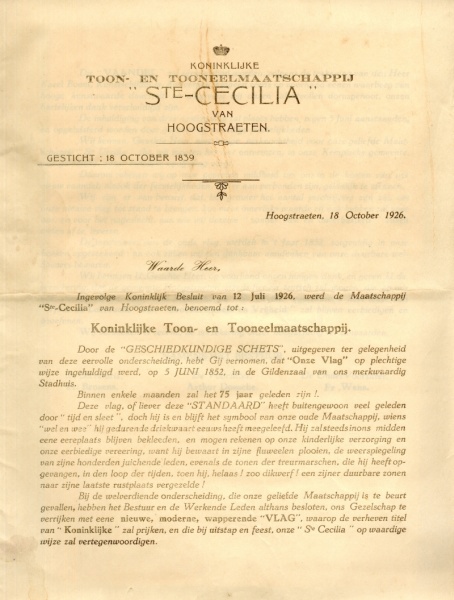 KONINKLIJKE
TOON- EN TOONEELMAATSCHAPPIJ
"STE-CECILIA"
VAN
HOOGSTRAETEN.
GESTICHT : 18 OCTOBER 1839
Hoogstraeten, 18 October 1926.
Waarde Heer,
Ingevolge Koninklijk Besluit van 12 Juli 1926, werd de Maatschappij
"Ste-Cecilia" van Hoogstraeten, benoemd tot :
Koninklijke Toon- en Tooneelmaatschappij.
Door de "GESCHIEDKUNDIGE SCHETS", uitgegeven ter gelegenheid
van deze eervolle onderscheiding, hebt Gij vernomen, dat "Onze Vlag" op plechtige
wijze ingehuldigd werd, op 5 JUNI 1852, in de Gildenzaal van ons merkwaardig
Stadhuis.
Binnen enkele maanden zal het 75 jaar geleden zijn !.
Deze vlag, of liever deze "STANDAARD" heeft buitengewoon veel geleden
door " tijd en sleet ", doch hij is en blijft het symbool van onze oude Maatschappij, wiens
"wel en wee" hij gedurende driekwart eeuws heeft meegeleefd. Hij zal steeds in ons midden
eene eereplaats blijven bekleeden, en mogen rekenen op onze kinderlijke verzorging en
onze eerbiedige vereering, want hij bewaart in zijne fluweelen plooien, de weerspiegeling
van zijne honderden juichende leden, evenals de tonen der treurmarschen, die hij heeft op-
gevangen, in den loop der tijden, toen hij, helaas ! zoo dikwerf ! een zijner duurbare zonen
naar zijne laatste rustplaats vergezelde !
Bij de welverdiende onderscheiding, die onze geliefde Maatschappij is te beurt
gevallen, hebben het Bestuur en de Werkende Leden althans besloten, ons Gezelschap te
verrijken met eene nieuwe, moderne, wapperende "VLAG", waarop de verheven titel
van " Koninklijke " zal prijken, en die bij uitstap en feest, onze " Ste Cecilia " op waardige
wijze zal vertegenwoordigen.